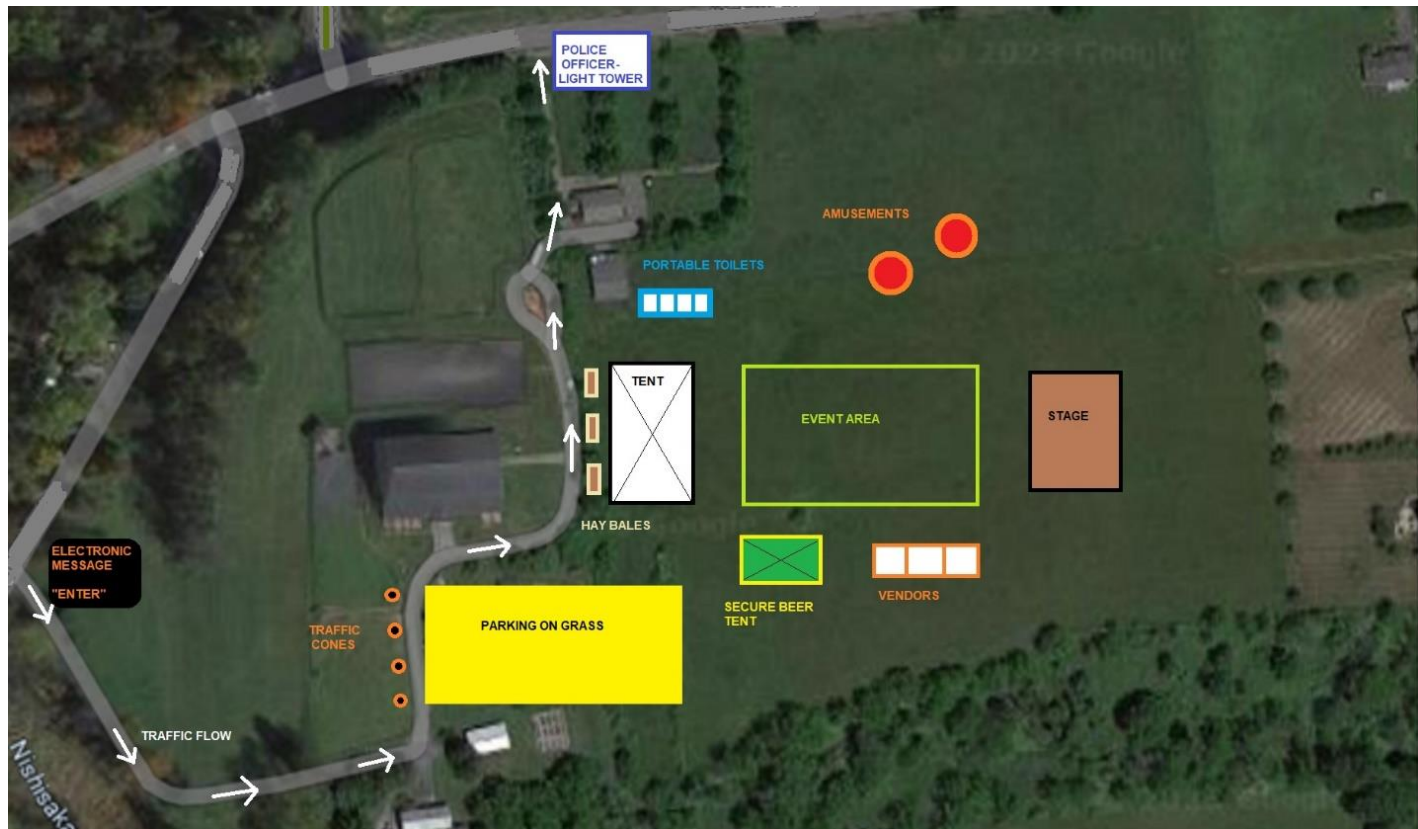 POLICE
OFFICER-
LIGHT TOWER
Google
AMUSEMENTS
PORTABLE TOILETS
TENT
EVENT AREA
STAGE
HAY BALES
ELECTRONIC
MESSAGE
"ENTER"
TRAFFIC
CONES
PARKING ON GRASS
SECURE BEER
TENT
VENDORS
TRAFFIC FLOW
Nishisaka